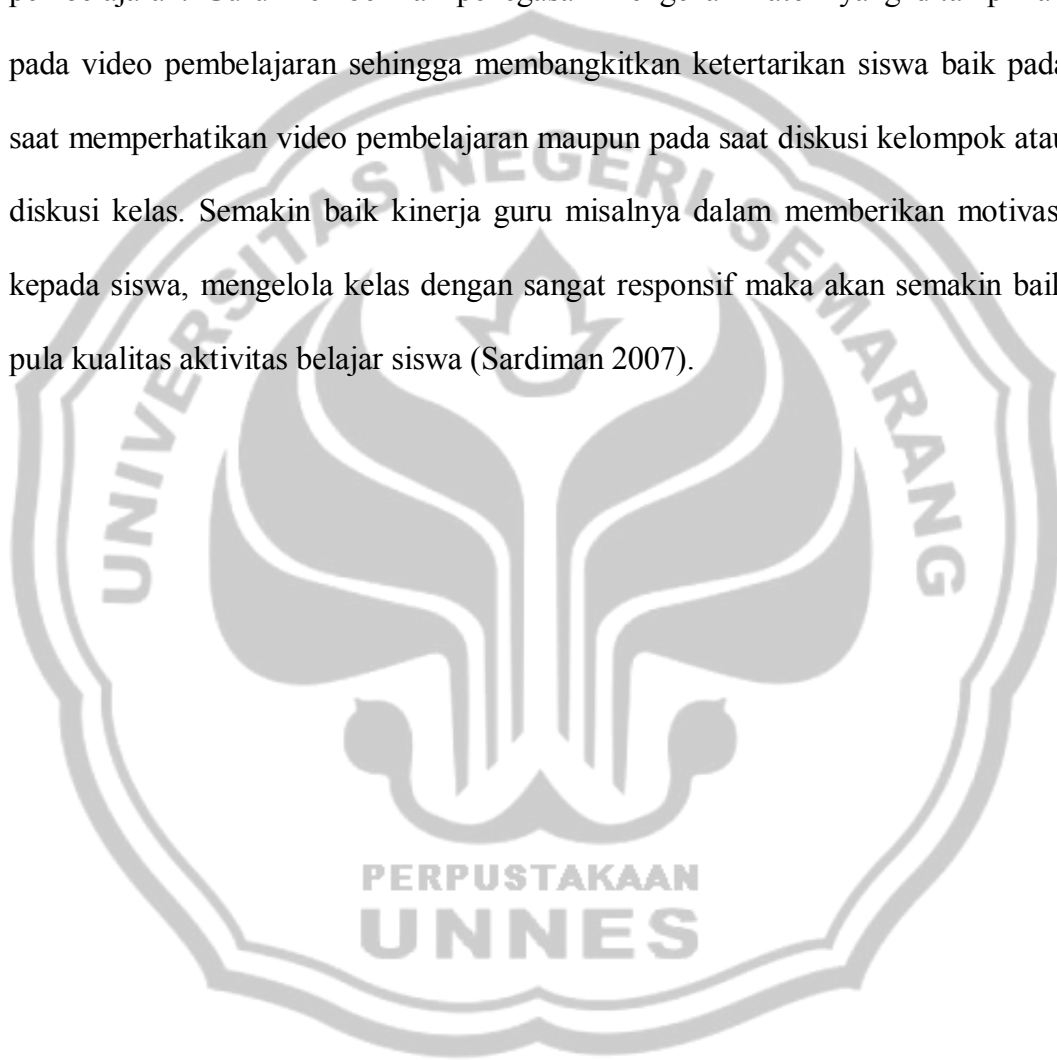 pada video pembelajaran sehingga membangkitkan ketertarikan siswa baik pada
saat memperhatikan video pembelajaran maupun pada saat diskusi kelompok atau
diskusi kelas. Semakin baik kinerja guru misalnya dalam memberikan motivasi
kepada siswa, mengelola kelas dengan sangat responsif maka akan semakin baik
pula kualitas aktivitas belajar siswa (Sardiman 2007).
UNIVERSITAS NEGERI SEMARANG
PERPUSTAKAAN
UNNES